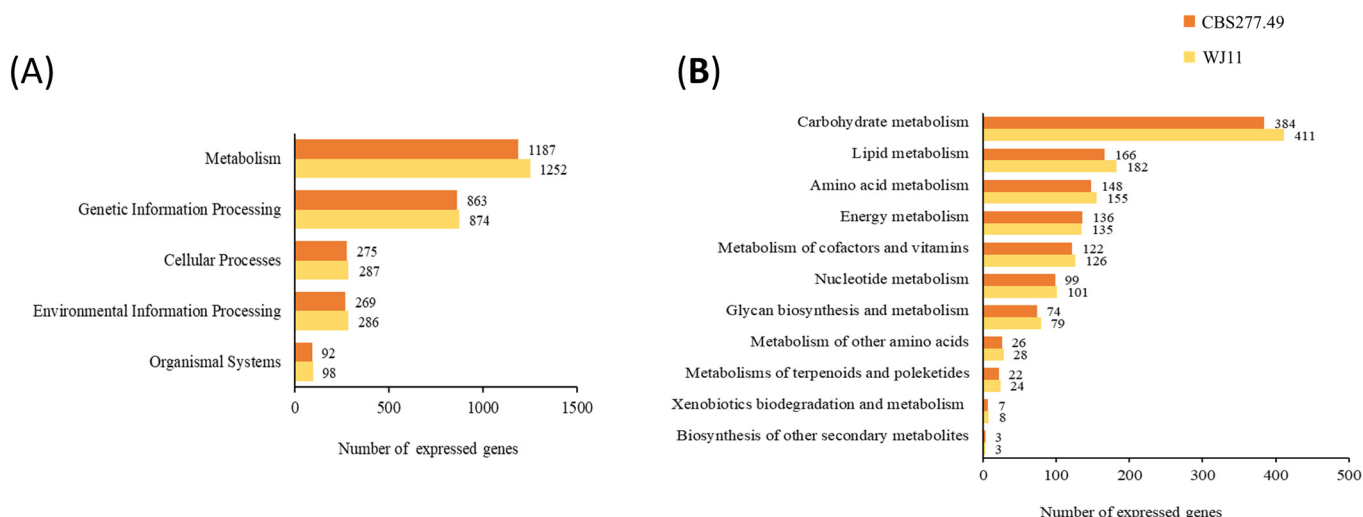 CBS277.49
WJ11
(A)
Metabolism 1187
1252
Genetic Information Processing 863
874
Cellular Processes 275
287
Environmental Information Processing 269
286
Organismal Systems 92
98
0 500 1000 1500
Number of expressed genes
(B)
Carbohydrate metabolism 384
411
Lipid metabolism 166
182
Amino acid metabolism 148
155
Energy metabolism 136
135
Metabolism of cofactors and vitamins 122
126
Nucleotide metabolism 99
101
Glycan biosynthesis and metabolism 74
79
Metabolism of other amino acids 26
28
Metabolisms of terpenoids and poleketides 22
24
Xenobiotics biodegradation and metabolism 7
8
Biosynthesis of other secondary metabolites 3
3
0 100 200 300 400 500
Number of expressed genes